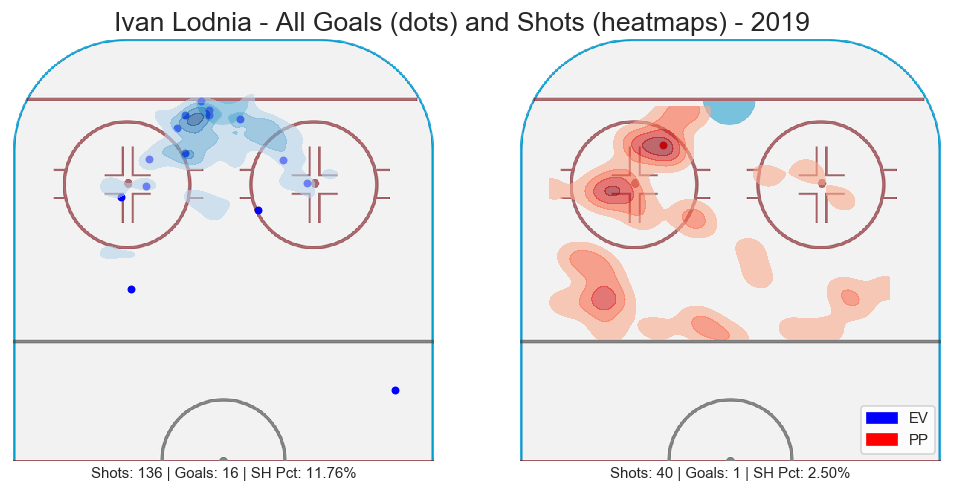 Ivan Lodnia - All Goals (dots) and Shots (heatmaps) - 2019
EV
PP
Shots: 136 | Goals: 16 | SH Pct: 11.76%
Shots: 40 | Goals: 1 | SH Pct: 2.50%